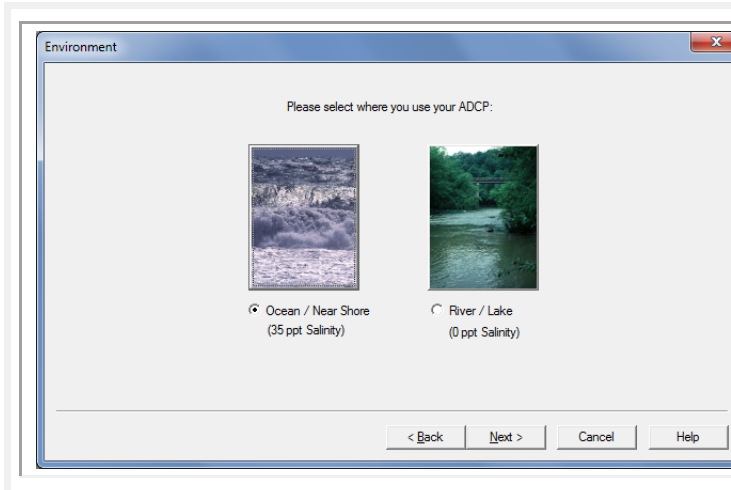 Environment
Please select where you use your ADCP:
Ocean / Near Shore
(35 ppt Salinity)
River / Lake
(0 ppt Salinity)
< Back
Next >
Cancel
Help